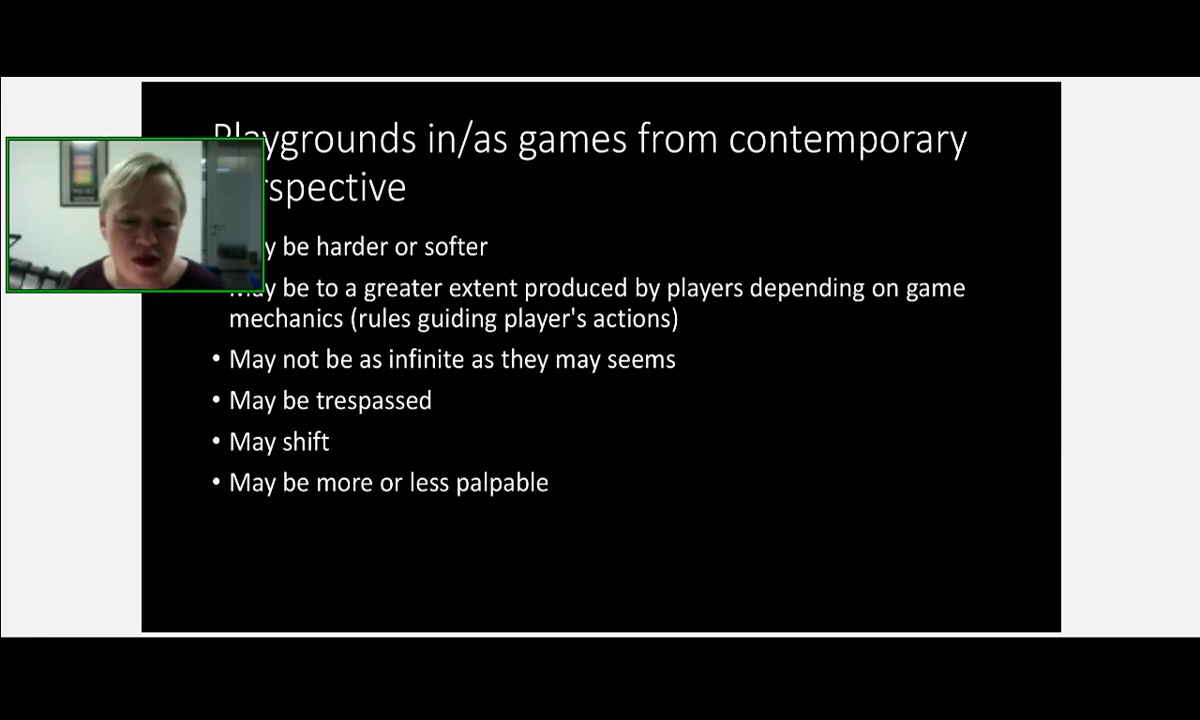 Playgrounds in/as games from contemporary
rspective
y be harder or softer
May be to a greater extent produced by players depending on game
mechanics (rules guiding player's actions)
• May not be as infinite as they may seems
• May be trespassed
• May shift
• May be more or less palpable